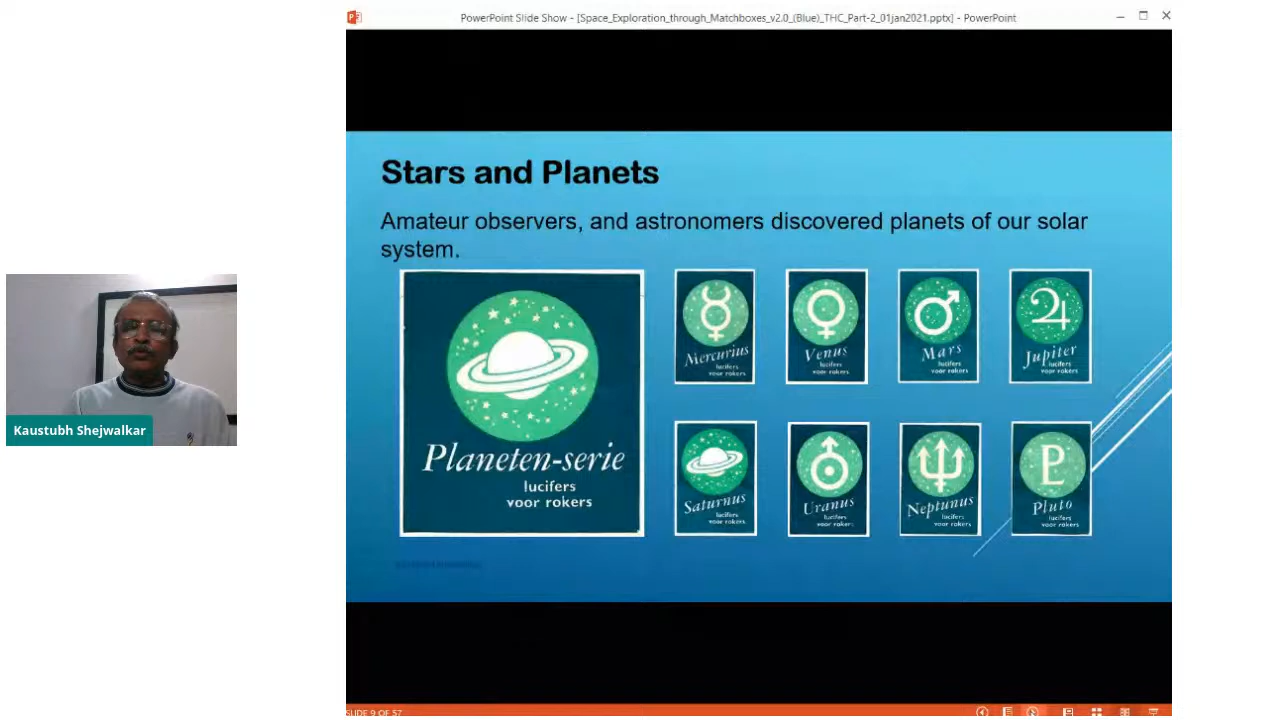 PowerPoint Slide Show - [Space_Exploration_through_Matchboxes_v2.0_(Blue)_THC_Part-2_01jan2021.pptx] - PowerPoint
Stars and Planets
Amateur observers, and astronomers discovered planets of our solar
system.
Planeten-serie
lucifers
voor rokers
Mercurius
lucifers
voor rokers
Venus
lucifers
voor rokers
Mars
lucifers
voor rokers
Jupiter
lucifers
voor rokers
Saturnus
lucifers
voor rokers
Uranus
lucifers
voor rokers
Neptunus
lucifers
voor rokers
Pluto
lucifers
voor rokers
Kaustubh Shejwalkar
SLIDE 9 OF 57